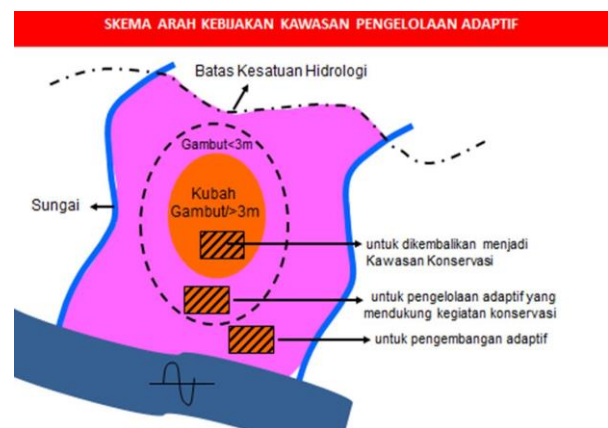 SKEMA ARAH KEBIJAKAN KAWASAN PENGELOLAAN ADAPTIF
Batas Kesatuan Hidrologi
Gambut<3m
Kubah
Gambut/>3m
Sungai
untuk dikembalikan menjadi
Kawasan Konservasi
untuk pengelolaan adaptif yang
mendukung kegiatan konservasi
untuk pengembangan adaptif